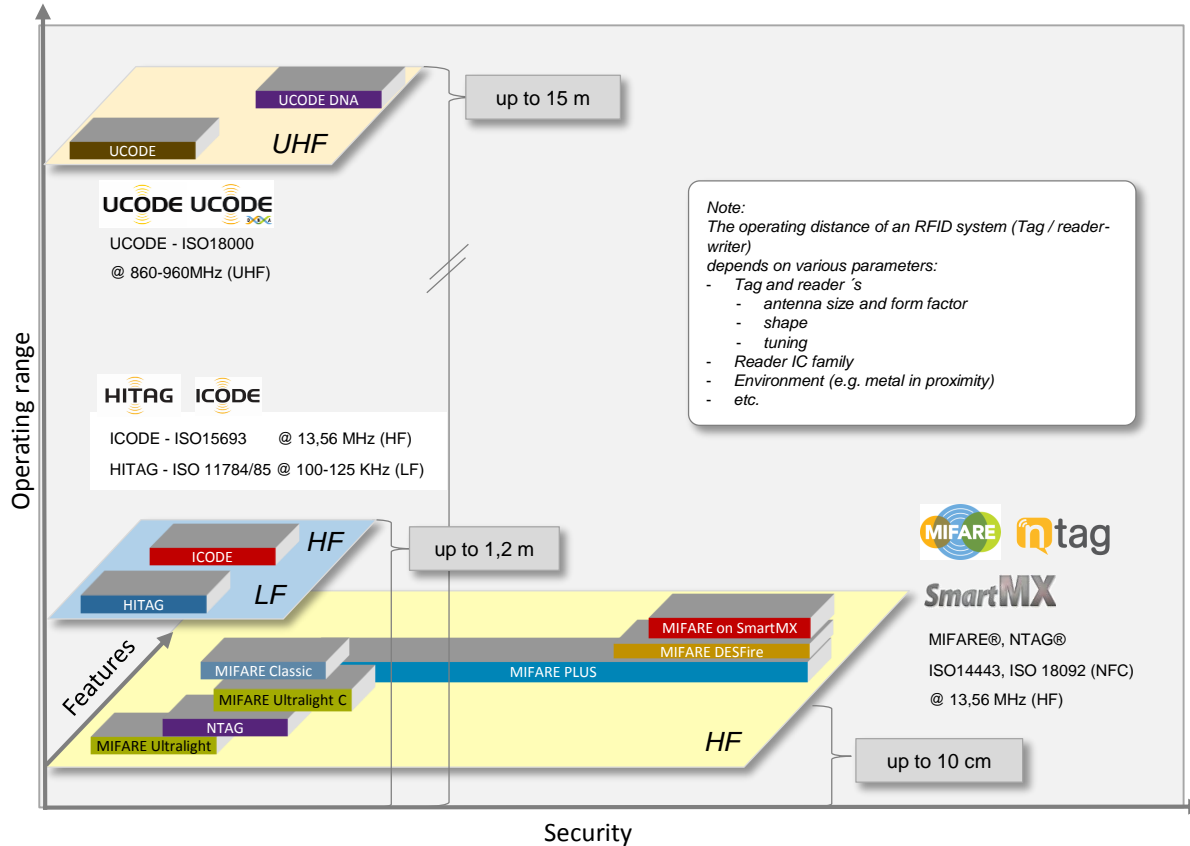 Operating range
UCODE DNA
UCODE
UHF
up to 15 m
UCODE UCODE
DNA
UCODE - ISO18000
@ 860-960MHz (UHF)
Note:
The operating distance of an RFID system (Tag / reader-
writer)
depends on various parameters:
- Tag and reader ´s
- antenna size and form factor
- shape
- tuning
- Reader IC family
- Environment (e.g. metal in proximity)
- etc.
HITAG ICODE
ICODE - ISO15693 @ 13,56 MHz (HF)
HITAG - ISO 11784/85 @ 100-125 KHz (LF)
HF
ICODE
LF
HITAG
up to 1,2 m
MIFARE ntag
SmartMX
MIFARE®, NTAG®
ISO14443, ISO 18092 (NFC)
@ 13,56 MHz (HF)
Features
MIFARE on SmartMX
MIFARE DESFire
MIFARE Classic
MIFARE PLUS
MIFARE Ultralight C
NTAG
MIFARE Ultralight
HF
up to 10 cm
Security